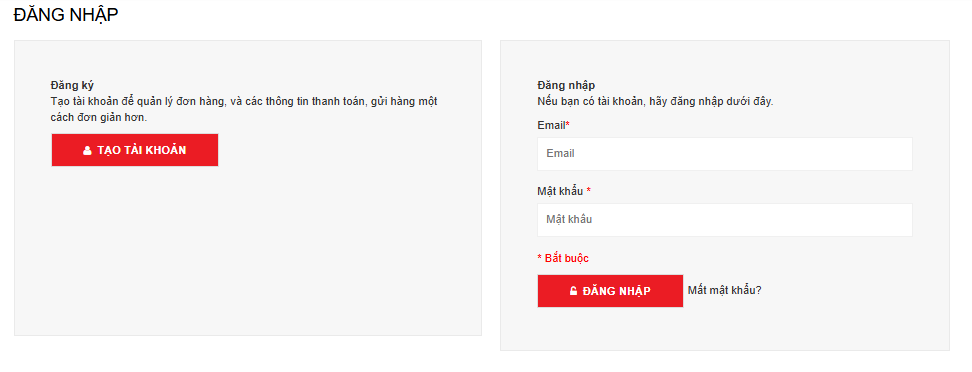 ĐĂNG NHẬP
Đăng ký
Tạo tài khoản để quản lý đơn hàng, và các thông tin thanh toán, gửi hàng một
cách đơn giản hơn.
TẠO TÀI KHOẢN
Đăng nhập
Nếu bạn có tài khoản, hãy đăng nhập dưới đây.
Email*
Email
Mật khẩu *
Mật khẩu
* Bắt buộc
ĐĂNG NHẬP Mất mật khẩu?